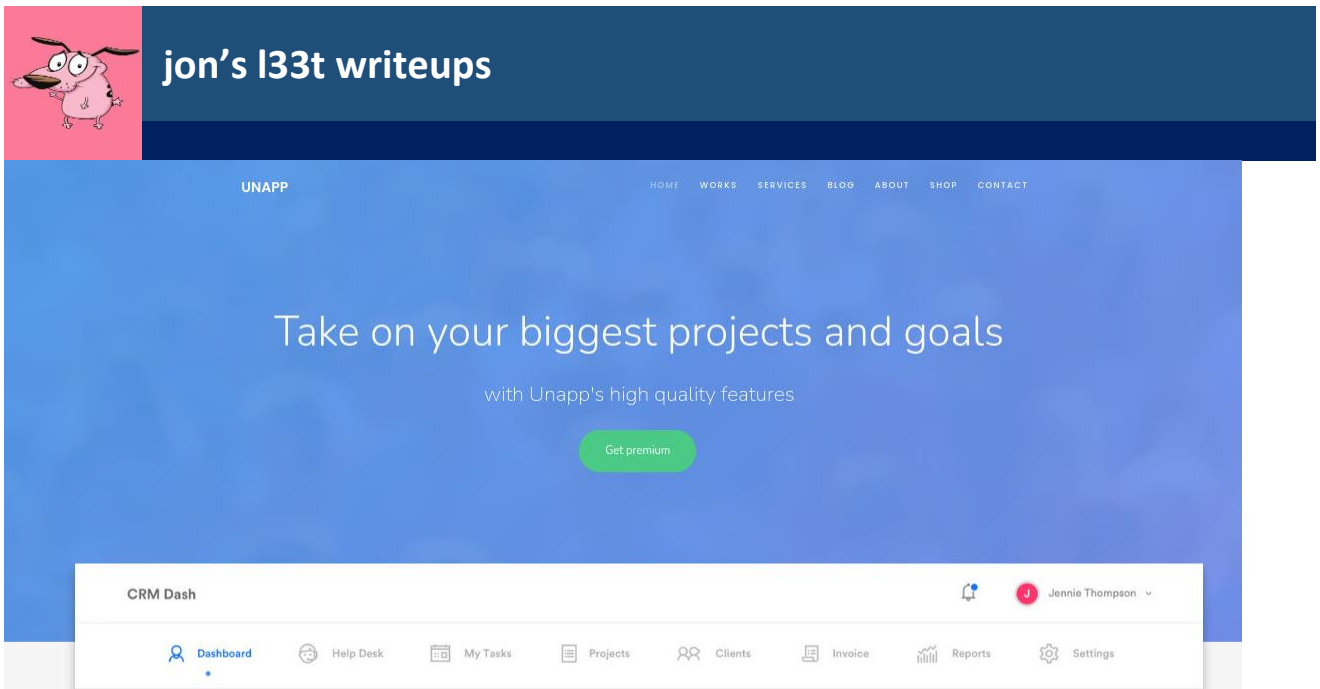 jon’s l33t writeups
UNAPP
HOME WORKS SERVICES BLOG ABOUT SHOP CONTACT
Take on your biggest projects and goals
with Unapp's high quality features
Get premium
CRM Dash
J Jennie Thompson
Dashboard Help Desk My Tasks Projects Clients Invoice Reports Settings